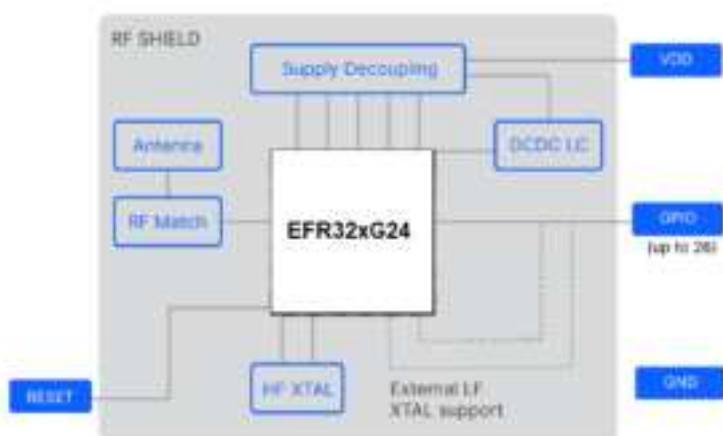 RF SHIELD
Supply Decoupling
VDD
Antenna
DCDC LC
RF Match
EFR32xG24
GPIO
(up to 26)
HF XTAL
External LF
XTAL support
RESET
GND